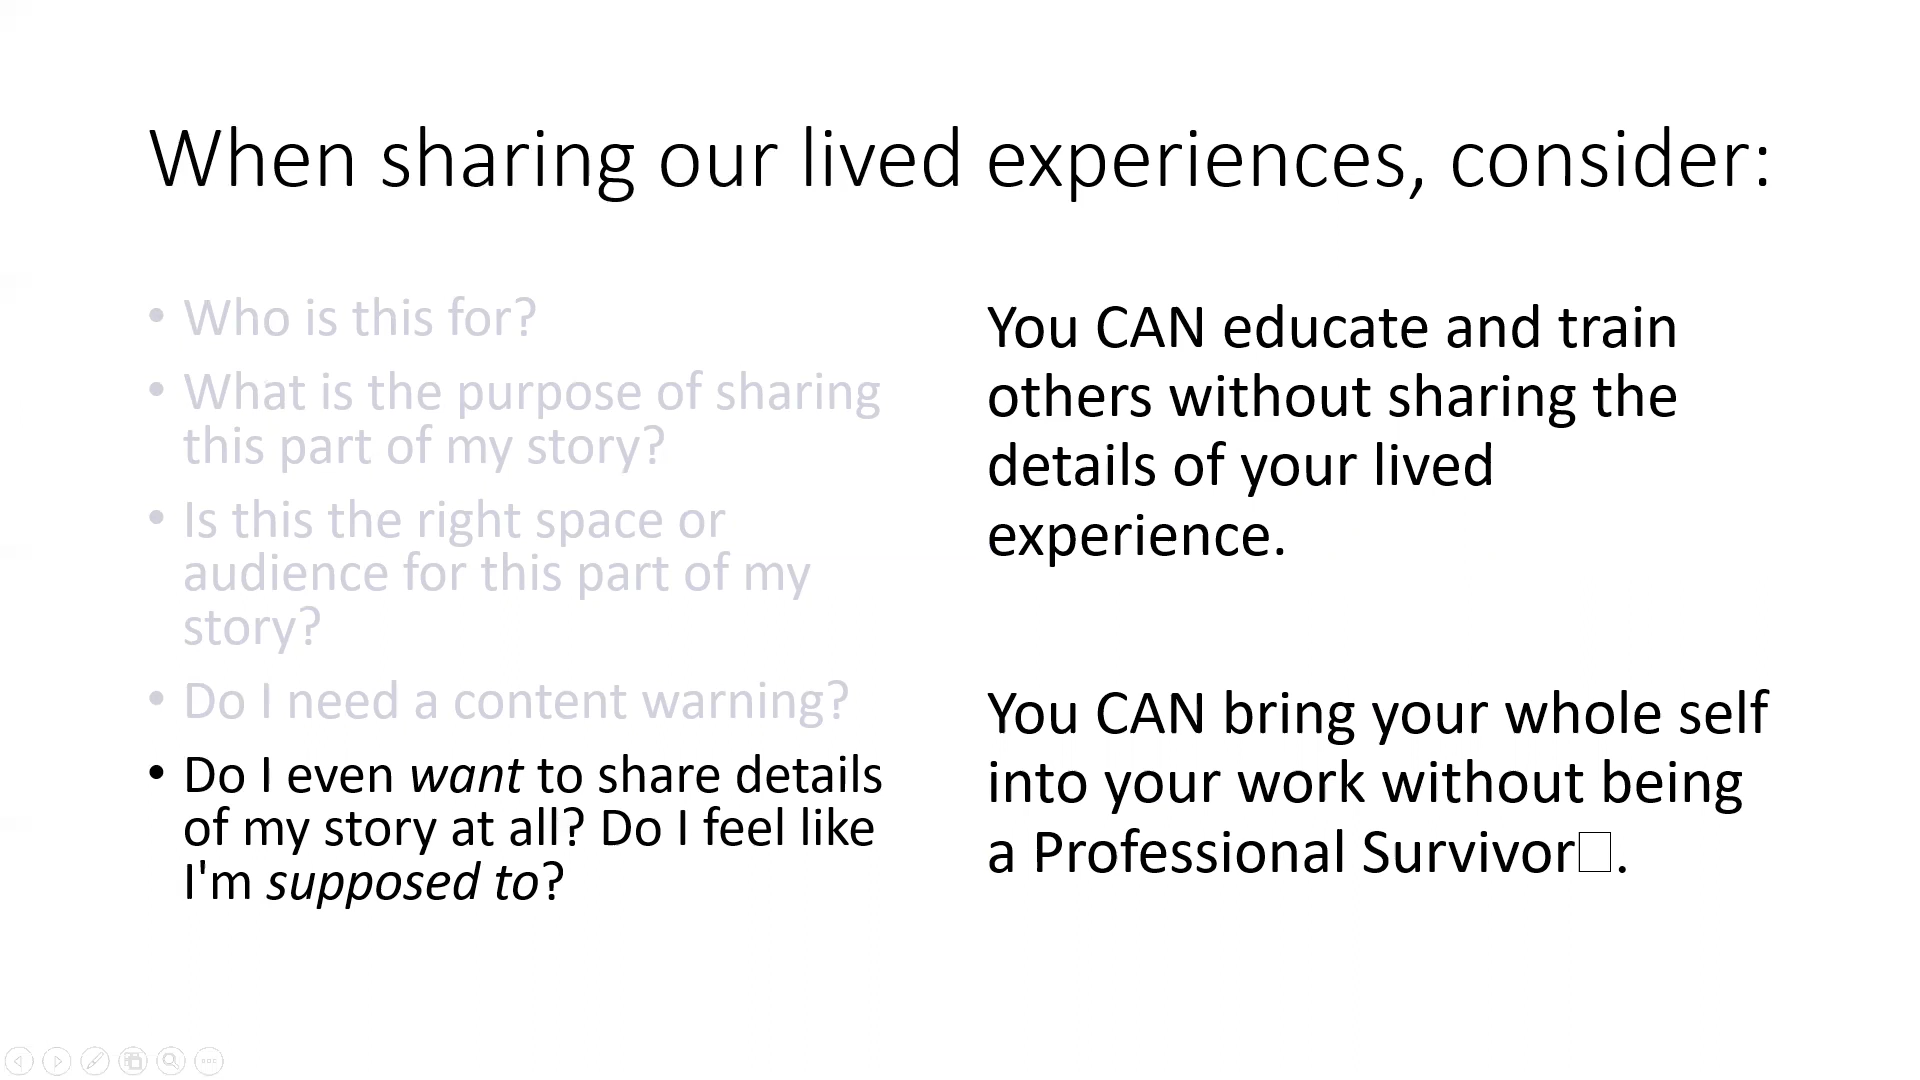 When sharing our lived experiences, consider:
• Who is this for?
• What is the purpose of sharing
this part of my story?
• Is this the right space or
audience for this part of my
story?
• Do I need a content warning?
• Do I even want to share details
of my story at all? Do I feel like
I'm supposed to?
You CAN educate and train
others without sharing the
details of your lived
experience.
You CAN bring your whole self
into your work without being
a Professional Survivor□.